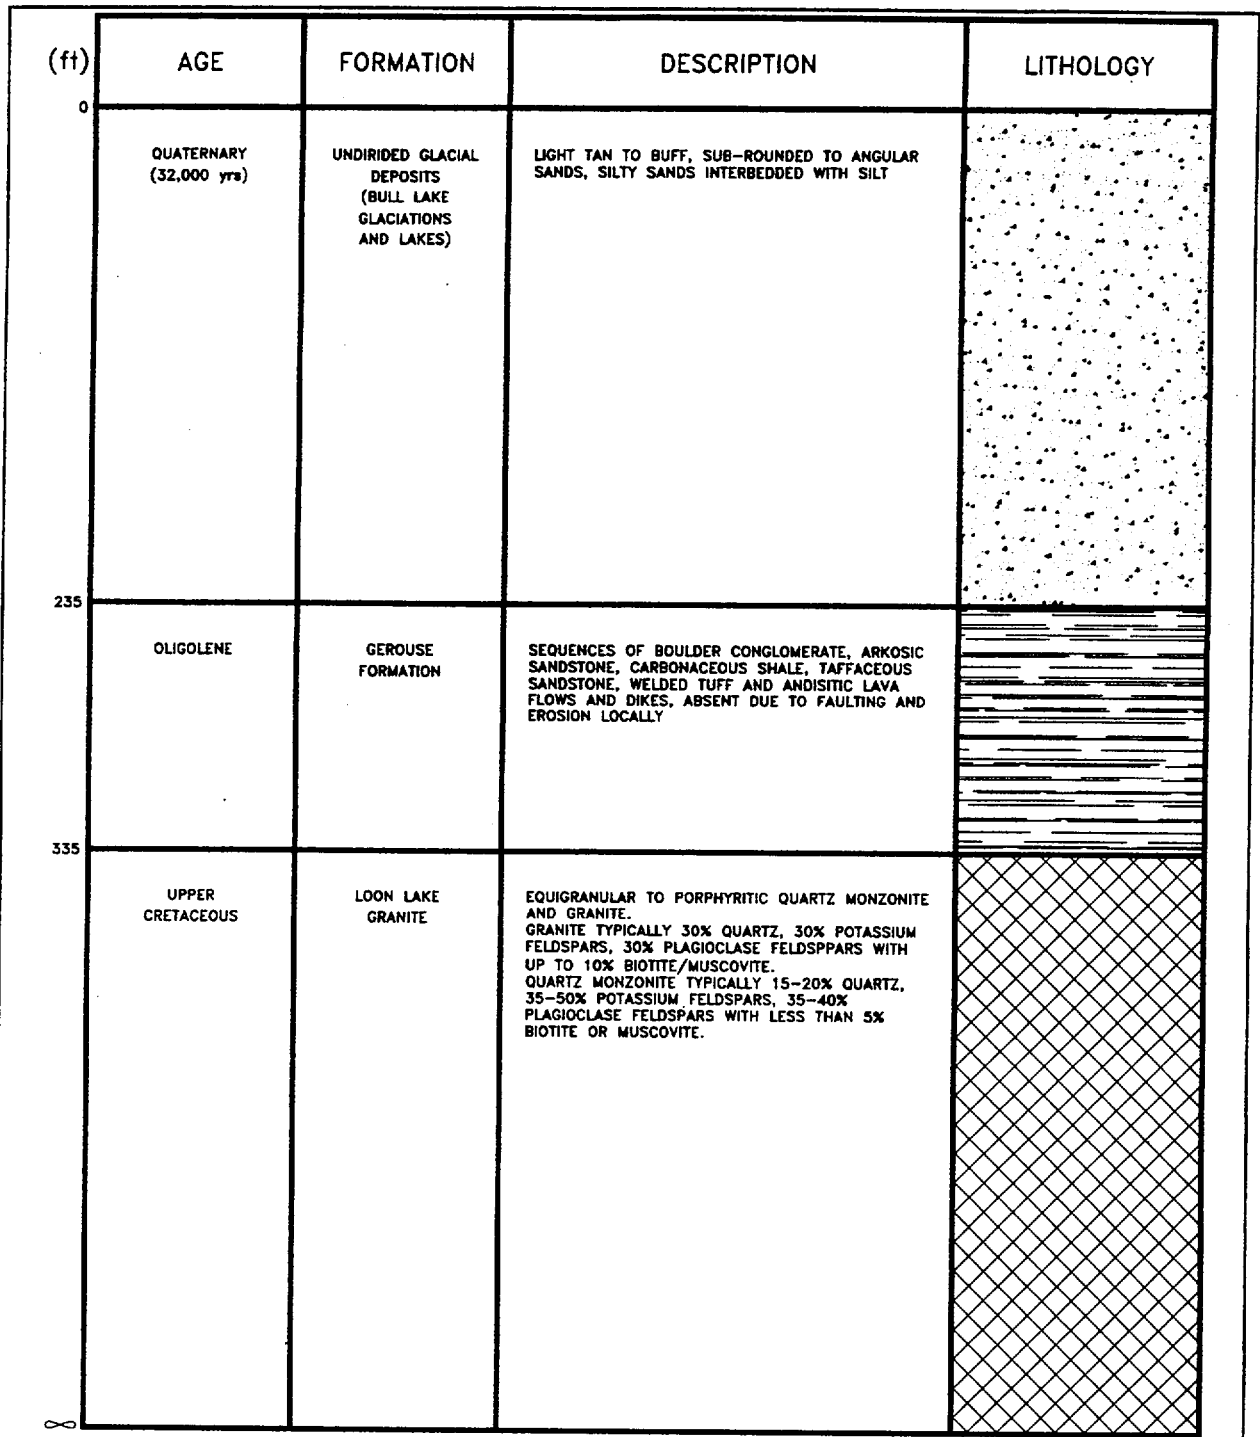 (ft) AGE FORMATION DESCRIPTION LITHOLOGY
0
QUATERNARY
(32,000 yrs)
UNDIRIDED GLACIAL
DEPOSITS
(BULL LAKE
GLACIATIONS
AND LAKES)
LIGHT TAN TO BUFF, SUB-ROUNDED TO ANGULAR
SANDS, SILTY SANDS INTERBEDDED WITH SILT
235
OLIGOLENE
GEROUSE
FORMATION
SEQUENCES OF BOULDER CONGLOMERATE, ARKOSIC
SANDSTONE, CARBONACEOUS SHALE, TAFFACEOUS
SANDSTONE, WELDED TUFF AND ANDISITIC LAVA
FLOWS AND DIKES, ABSENT DUE TO FAULTING AND
EROSION LOCALLY
335
UPPER
CRETACEOUS
LOON LAKE
GRANITE
EQUIGRANULAR TO PORPHYRITIC QUARTZ MONZONITE
AND GRANITE.
GRANITE TYPICALLY 30% QUARTZ, 30% POTASSIUM
FELDSPARS, 30% PLAGIOCLASE FELDSPPARS WITH
UP TO 10% BIOTITE/MUSCOVITE.
QUARTZ MONZONITE TYPICALLY 15-20% QUARTZ,
35-50% POTASSIUM FELDSPARS, 35-40%
PLAGIOCLASE FELDSPARS WITH LESS THAN 5%
BIOTITE OR MUSCOVITE.
∞